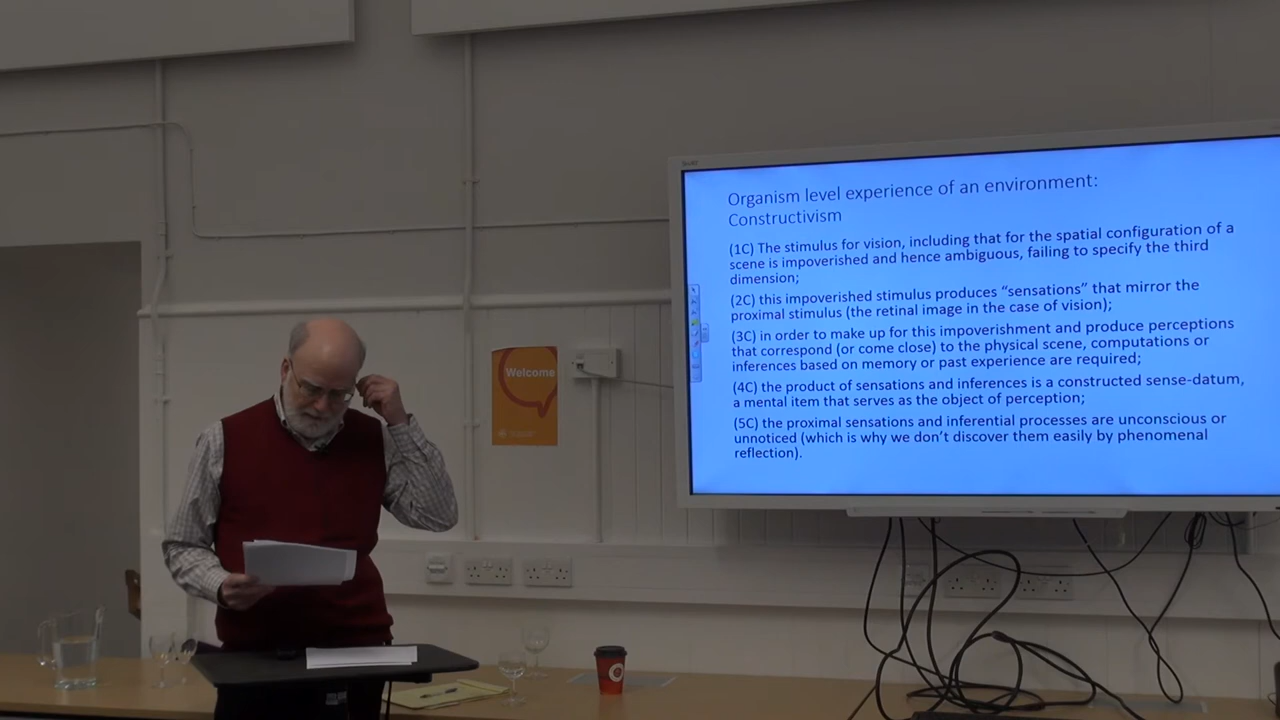 Welcome
Organism level experience of an environment:
Constructivism
(1C) The stimulus for vision, including that for the spatial configuration of a
scene is impoverished and hence ambiguous, failing to specify the third
dimension;
(2C) this impoverished stimulus produces “sensations” that mirror the
proximal stimulus (the retinal image in the case of vision);
(3C) in order to make up for this impoverishment and produce perceptions
that correspond (or come close) to the physical scene, computations or
inferences based on memory or past experience are required;
(4C) the product of sensations and inferences is a constructed sense-datum,
a mental item that serves as the object of perception;
(5C) the proximal sensations and inferential processes are unconscious or
unnoticed (which is why we don’t discover them easily by phenomenal
reflection).